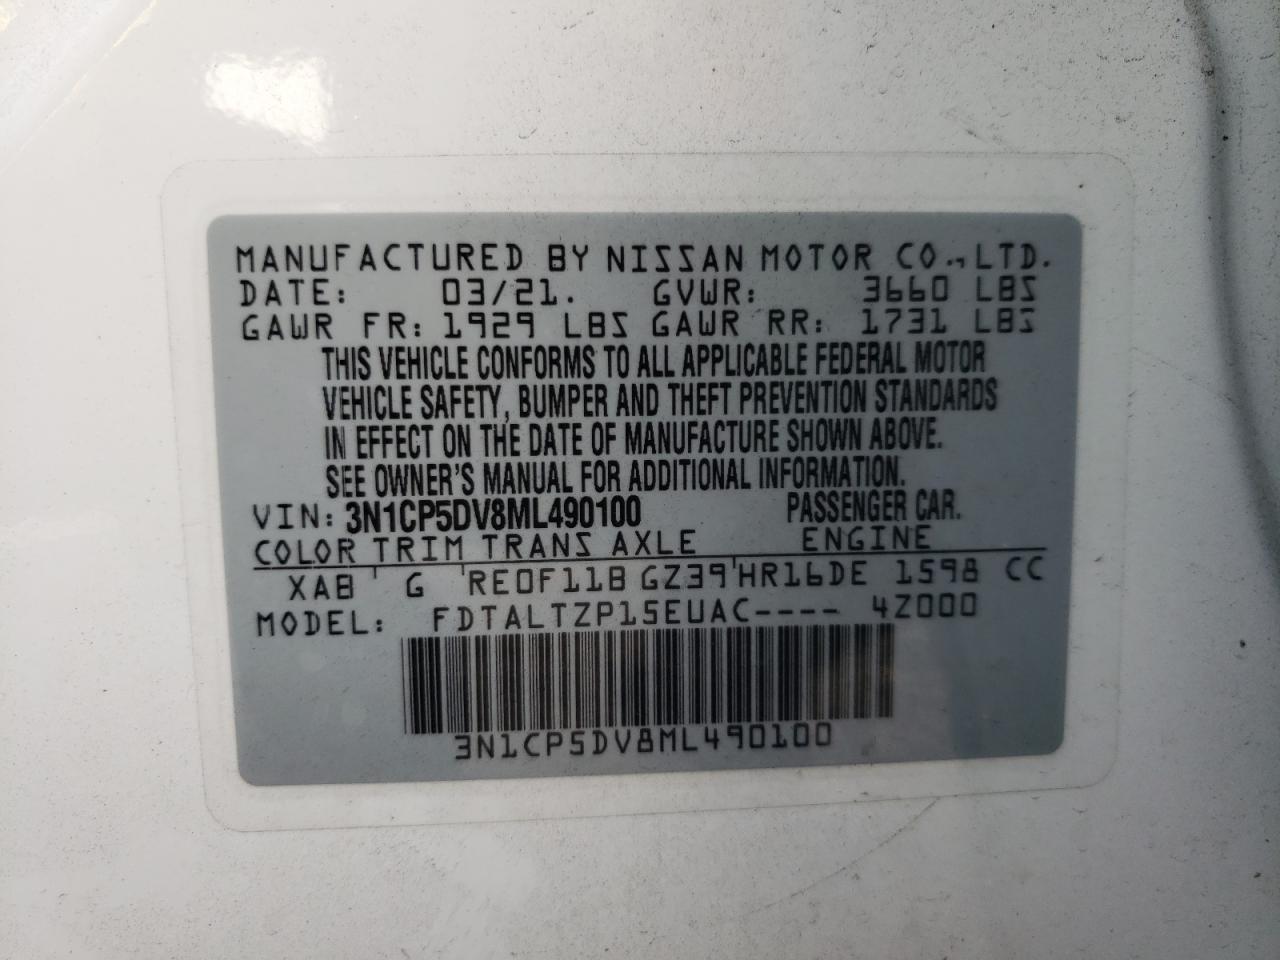 MANUFACTURED BY NISSAN MOTOR CO., LTD.
DATE: 03/21. GVWR: 3660 LBS
GAWR FR: 1929 LBS GAWR RR: 1731 LBS
THIS VEHICLE CONFORMS TO ALL APPLICABLE FEDERAL MOTOR
VEHICLE SAFETY, BUMPER AND THEFT PREVENTION STANDARDS
IN EFFECT ON THE DATE OF MANUFACTURE SHOWN ABOVE.
SEE OWNER'S MANUAL FOR ADDITIONAL INFORMATION.
VIN: 3N1CP5DV8ML490100 PASSENGER CAR.
COLOR TRIM TRANS AXLE ENGINE
XAB ' G 'RE0F11B GZ39'HR16DE 1598 CC
MODEL: FDTALTZP15EUAC---- 4Z000
3N1CP5DV8ML490100